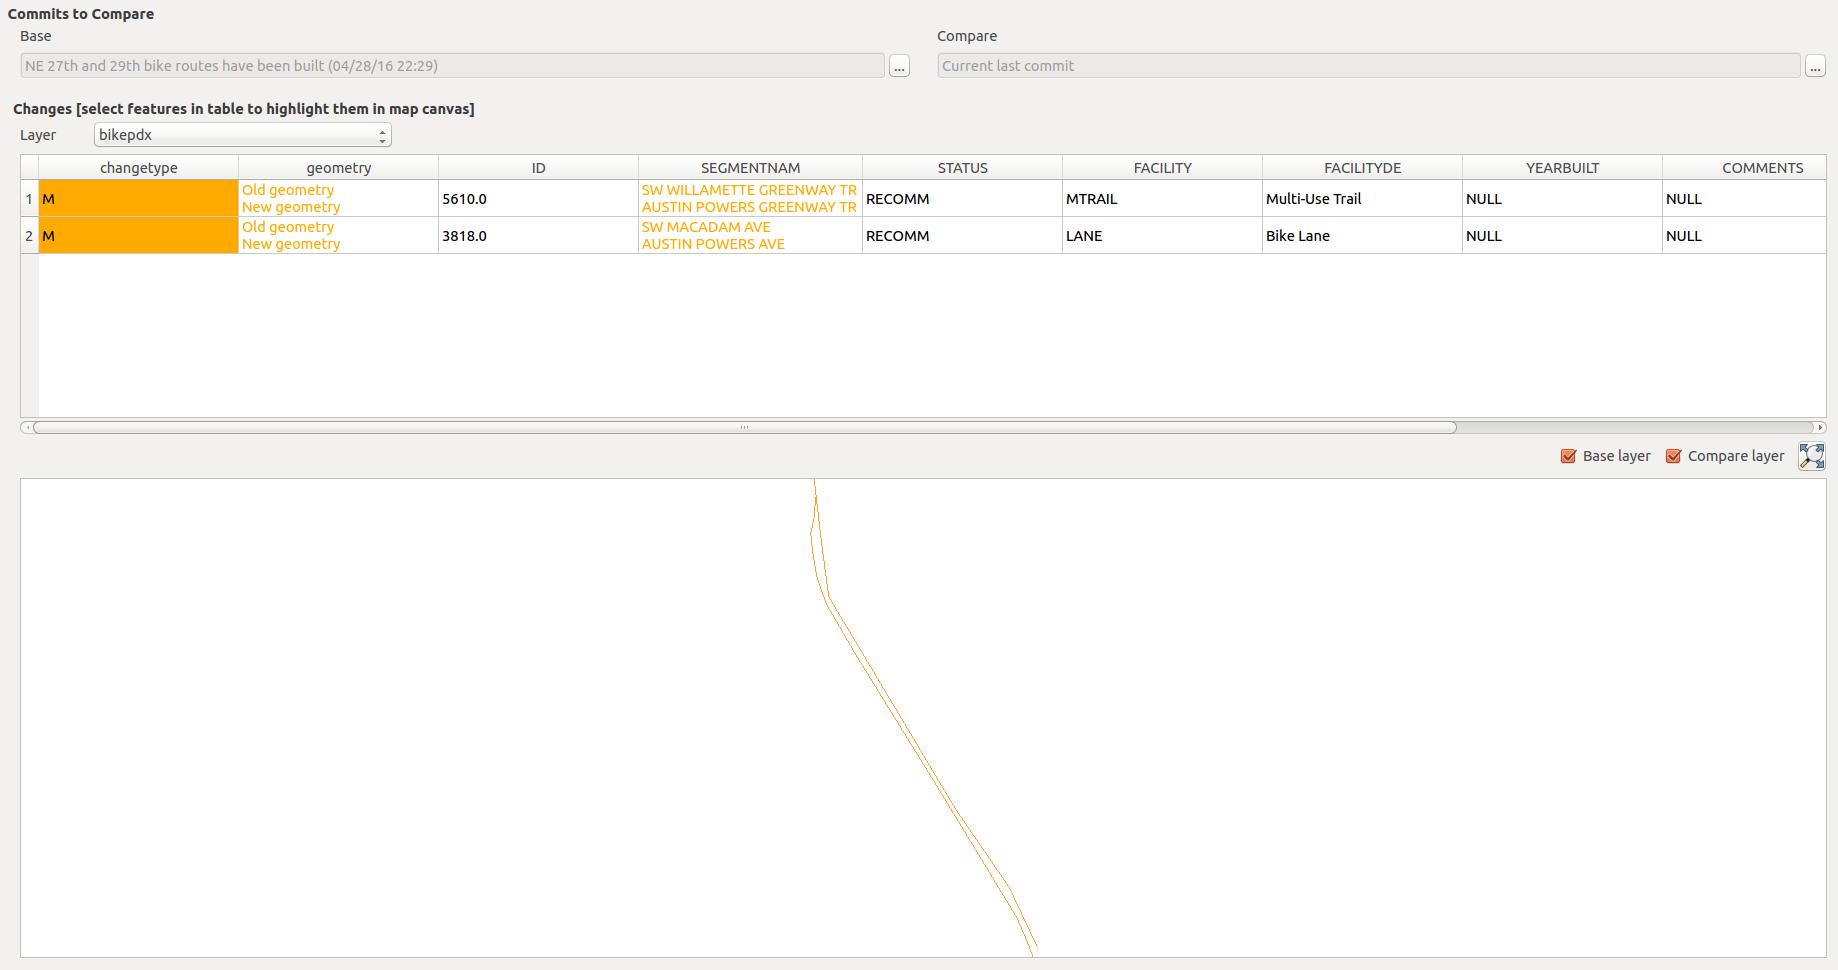 Commits to Compare
Base
Compare
NE 27th and 29th bike routes have been built (04/28/16 22:29)
...
Current last commit
...
Changes [select features in table to highlight them in map canvas]
Layer
bikepdx
changetype geometry ID SEGMENTNAM STATUS FACILITY FACILITYDE YEARBUILT COMMENTS
1 M Old geometry New geometry 5610.0 SW WILLAMETTE GREENWAY TR AUSTIN POWERS GREENWAY TR RECOMM MTRAIL Multi-Use Trail NULL NULL
2 M Old geometry New geometry 3818.0 SW MACADAM AVE AUSTIN POWERS AVE RECOMM LANE Bike Lane NULL NULL
Base layer
Compare layer